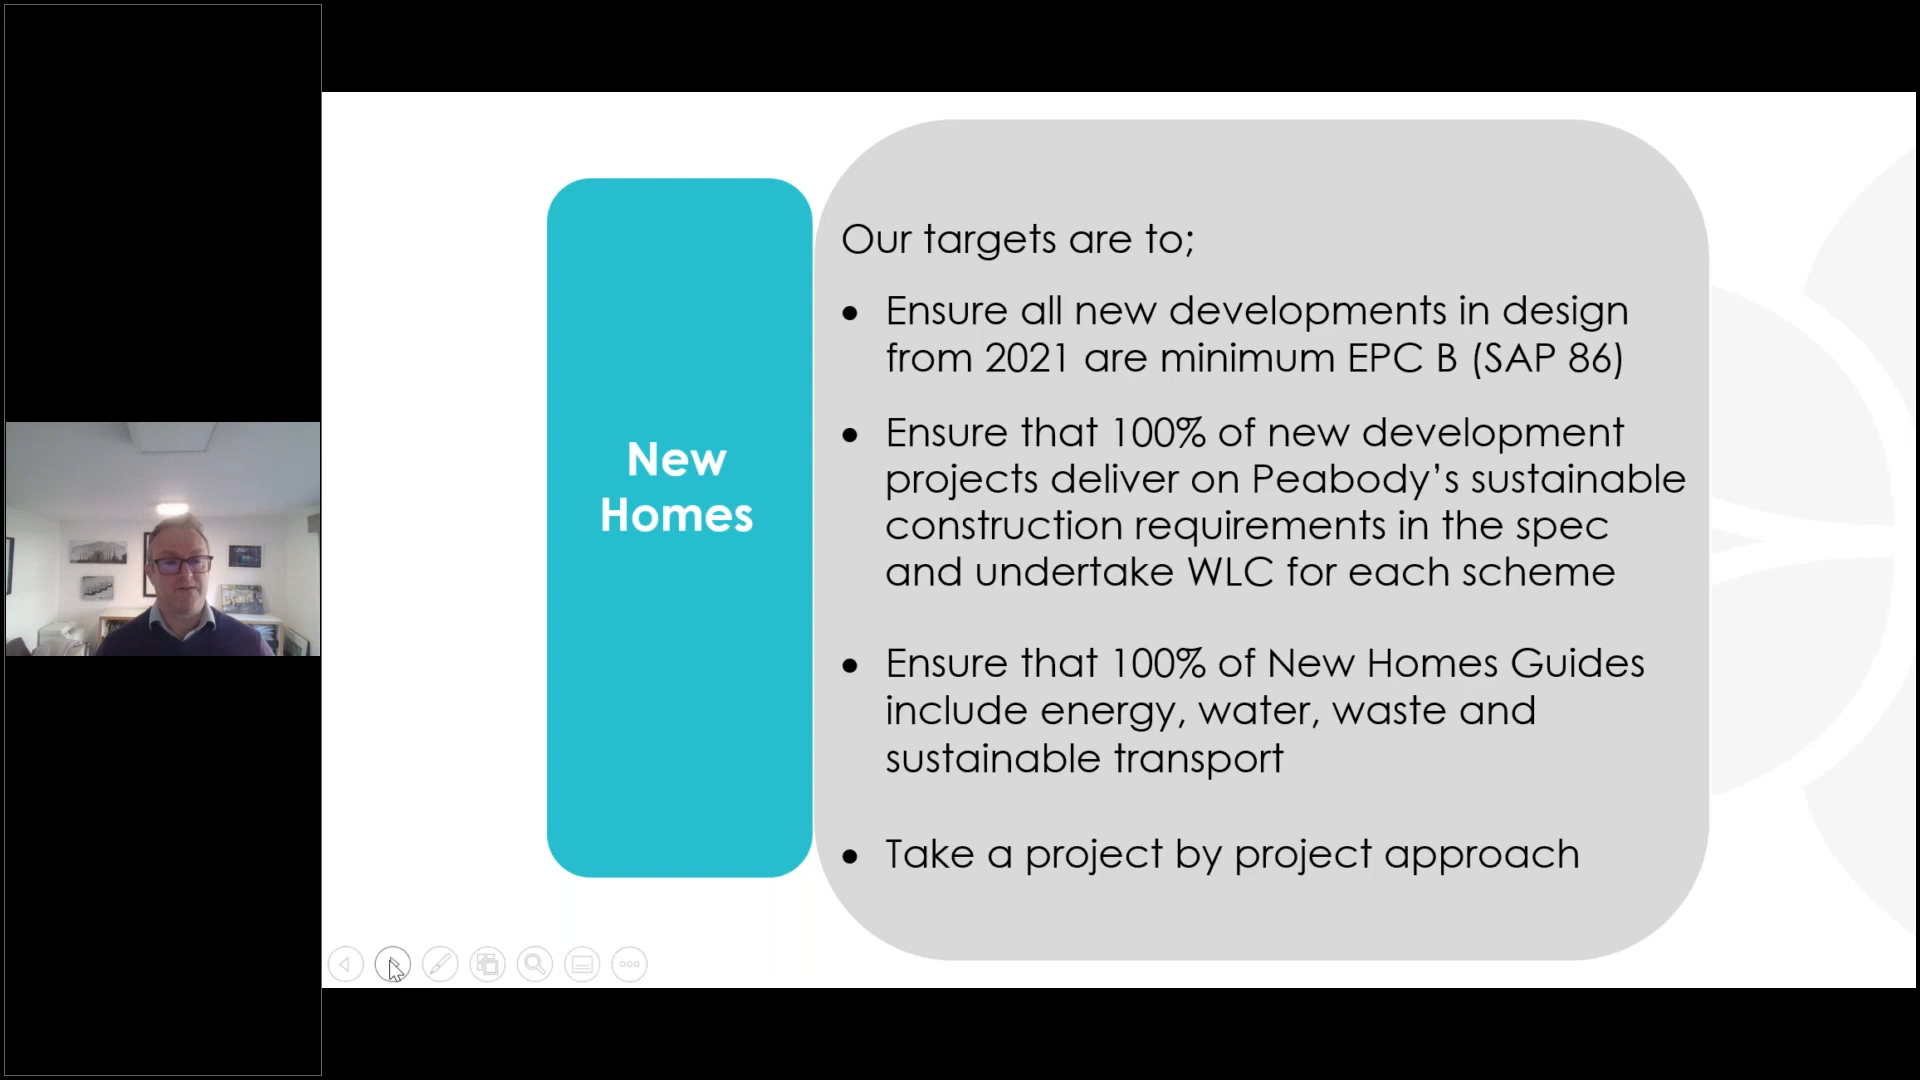 New
Homes
Our targets are to;
• Ensure all new developments in design
from 2021 are minimum EPC B (SAP 86)
• Ensure that 100% of new development
projects deliver on Peabody’s sustainable
construction requirements in the spec
and undertake WLC for each scheme
• Ensure that 100% of New Homes Guides
include energy, water, waste and
sustainable transport
• Take a project by project approach